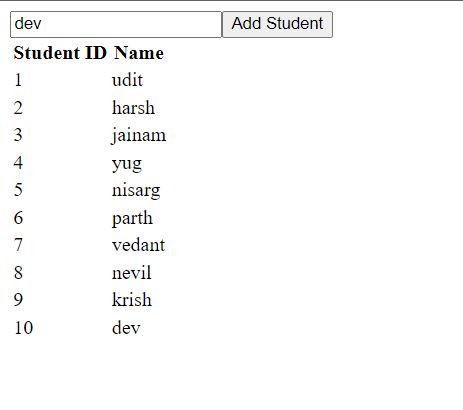 dev Add Student
Student ID Name
1 udit
2 harsh
3 jainam
4 yug
5 nisarg
6 parth
7 vedant
8 nevil
9 krish
10 dev